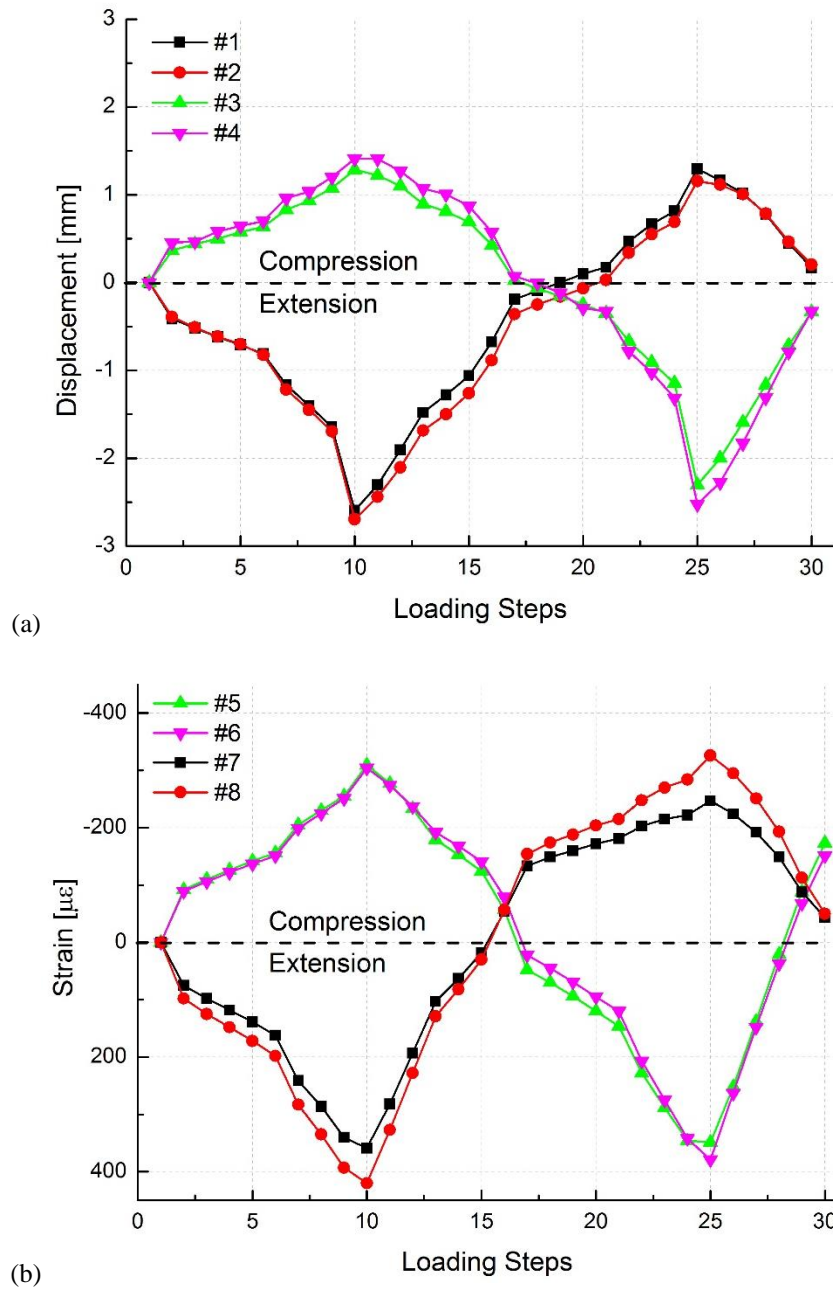 3
2
1
0
-1
-2
-3
Displacement [mm]
#1
#2
#3
#4
Compression
Extension
0 5 10 15 20 25 30
Loading Steps
(a)
-400
-200
0
200
400
Strain [με]
#5
#6
#7
#8
Compression
Extension
0 5 10 15 20 25 30
Loading Steps
(b)